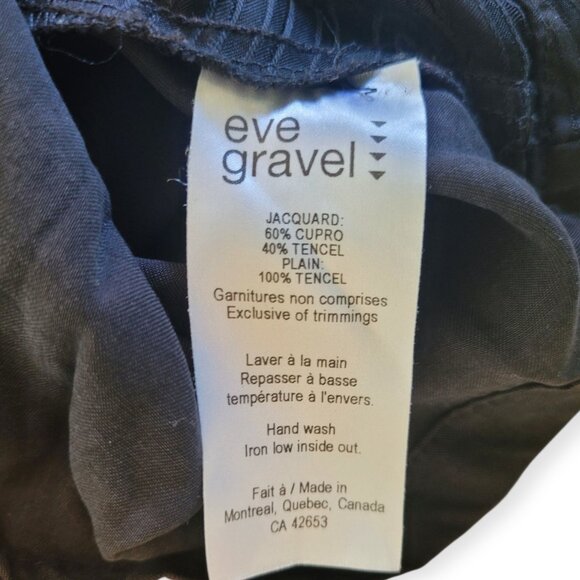 eve
gravel
JACQUARD:
60% CUPRO
40% TENCEL
PLAIN:
100% TENCEL
Garnitures non comprises
Exclusive of trimmings
Laver à la main
Repasser à basse
température à l'envers.
Hand wash
Iron low inside out.
Fait à / Made in
Montreal, Quebec, Canada
CA 42653